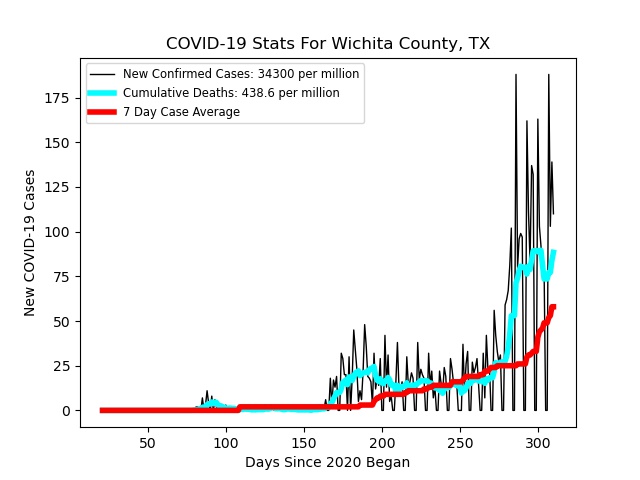 COVID-19 Stats For Wichita County, TX
New Confirmed Cases: 34300 per million
Cumulative Deaths: 438.6 per million
7 Day Case Average
New COVID-19 Cases
175
150
125
100
75
50
25
0
50 100 150 200 250 300
Days Since 2020 Began